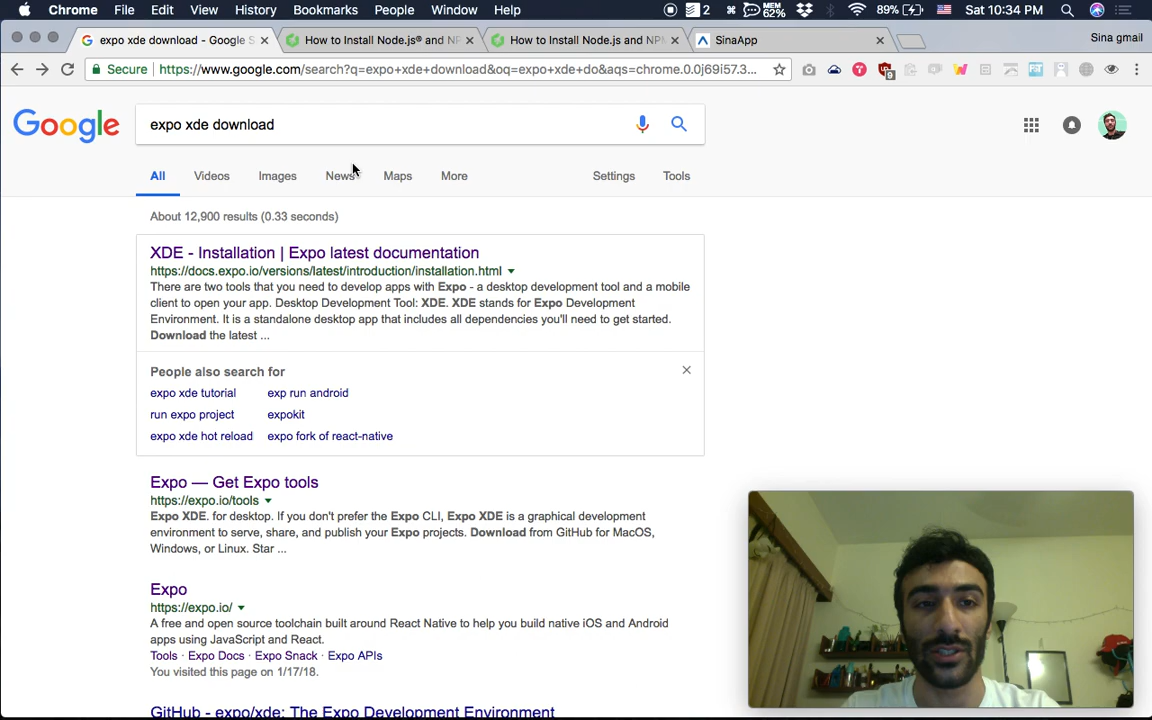 Chrome File Edit View History Bookmarks People Window Help 2 MEM 62% 89% Sat 10:34 PM
expo xde download - Google S How to Install Node.js® and NP How to Install Node.js and NPM SinaApp Sina gmail
Secure https://www.google.com/search?q=expo+xde+download&oq=expo+xde+do&aqs=chrome.0.0j69i57.3... 9
Google expo xde download
All Videos Images News Maps More Settings Tools
About 12,900 results (0.33 seconds)
XDE - Installation | Expo latest documentation
https://docs.expo.io/versions/latest/introduction/installation.html
There are two tools that you need to develop apps with Expo - a desktop development tool and a mobile
client to open your app. Desktop Development Tool: XDE. XDE stands for Expo Development
Environment. It is a standalone desktop app that includes all dependencies you'll need to get started.
Download the latest ...
People also search for
expo xde tutorial exp run android
run expo project expokit
expo xde hot reload expo fork of react-native
Expo — Get Expo tools
https://expo.io/tools
Expo XDE. for desktop. If you don't prefer the Expo CLI, Expo XDE is a graphical development
environment to serve, share, and publish your Expo projects. Download from GitHub for MacOS,
Windows, or Linux. Star ...
Expo
https://expo.io/
A free and open source toolchain built around React Native to help you build native iOS and Android
apps using JavaScript and React.
Tools · Expo Docs · Expo Snack · Expo APIs
You visited this page on 1/17/18.
GitHub - expo/xde: The Expo Development Environment